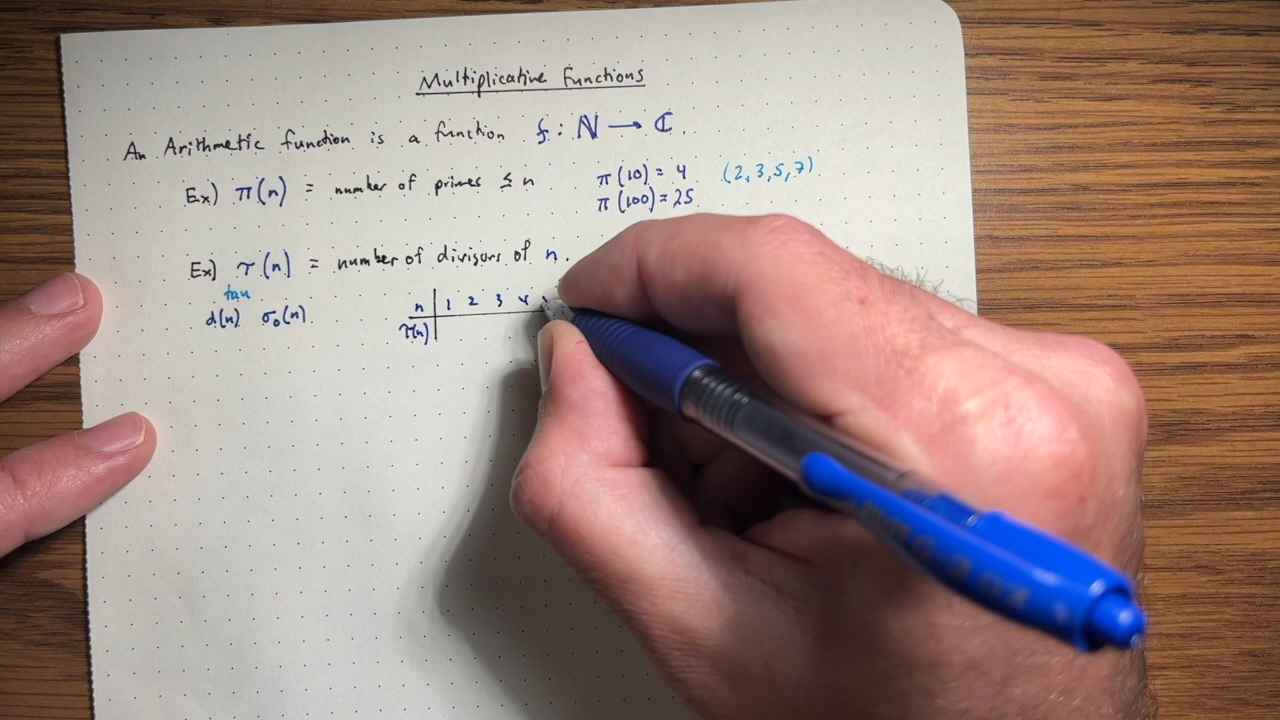 Multiplicative Functions
An Arithmetic function is a function f : ℕ → ℂ.
Ex) π(n) = number of primes ≤ n π(10) = 4 (2,3,5,7)
π(100) = 25
Ex) τ(n) = number of divisors of n.
tau
d(n) σ₀(n)
n 1 2 3 4
τ(n)